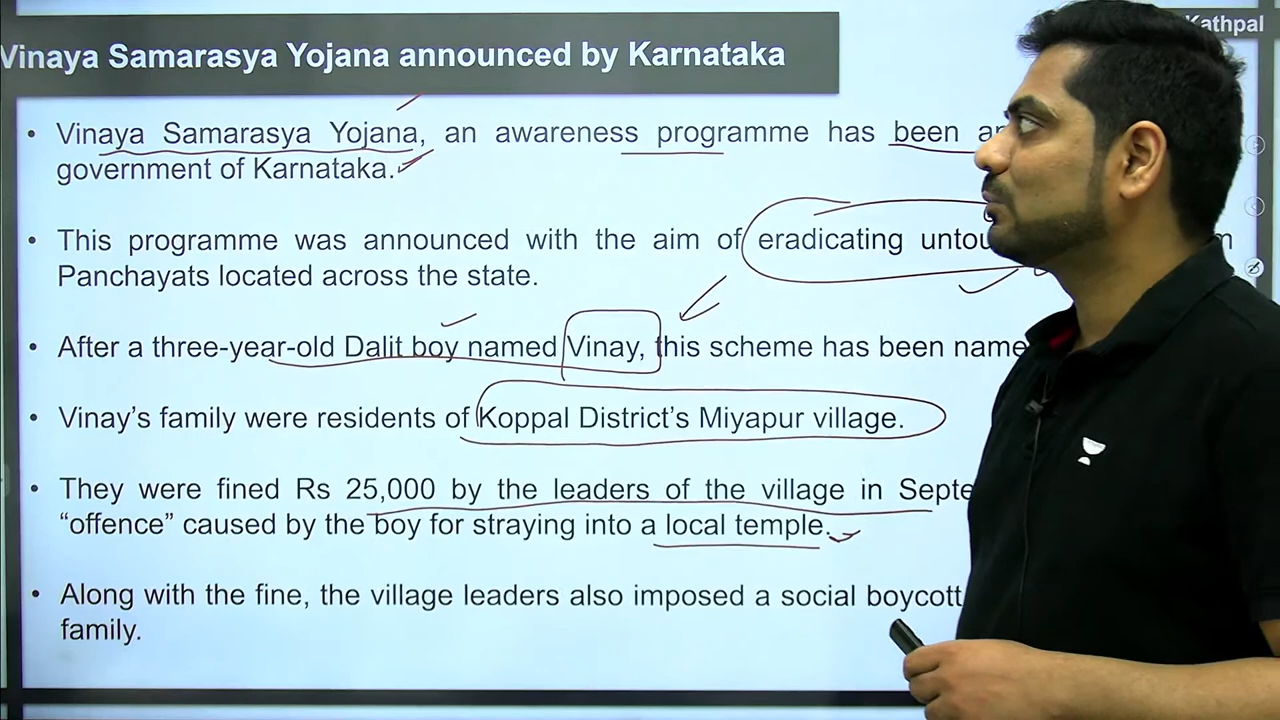 Kathpal
Vinaya Samarasya Yojana announced by Karnataka
• Vinaya Samarasya Yojana, an awareness programme has been
government of Karnataka.
• This programme was announced with the aim of eradicating
Panchayats located across the state.
• After a three-year-old Dalit boy named Vinay, this scheme has been
• Vinay's family were residents of Koppal District's Miyapur village.
• They were fined Rs 25,000 by the leaders of the village in
“offence” caused by the boy for straying into a local temple.
• Along with the fine, the village leaders also imposed a social boycott
family.